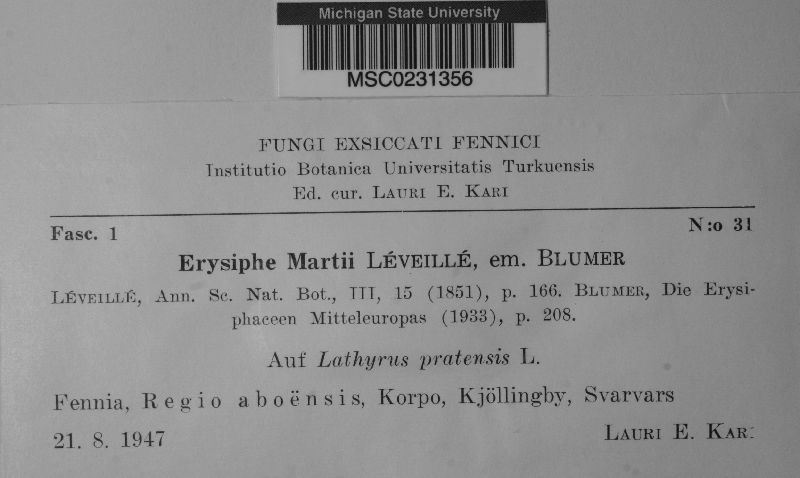 Michigan State University
MSC0231356
FUNGI EXSICCATI FENNICI
Institutio Botanica Universitatis Turkuensis
Ed. cur. LAURI E. KARI
Fasc. 1 N:o 31
Erysiphe Martii LÉVEILLÉ, em. BLUMER
LÉVEILLÉ, Ann. Sc. Nat. Bot., III, 15 (1851), p. 166. BLUMER, Die Erysi-
phaceen Mitteleuropas (1933), p. 208.
Auf Lathyrus pratensis L.
Fennia, Regio aboënsis, Korpo, Kjöllingby, Svarvars
21. 8. 1947 LAURI E. KARI